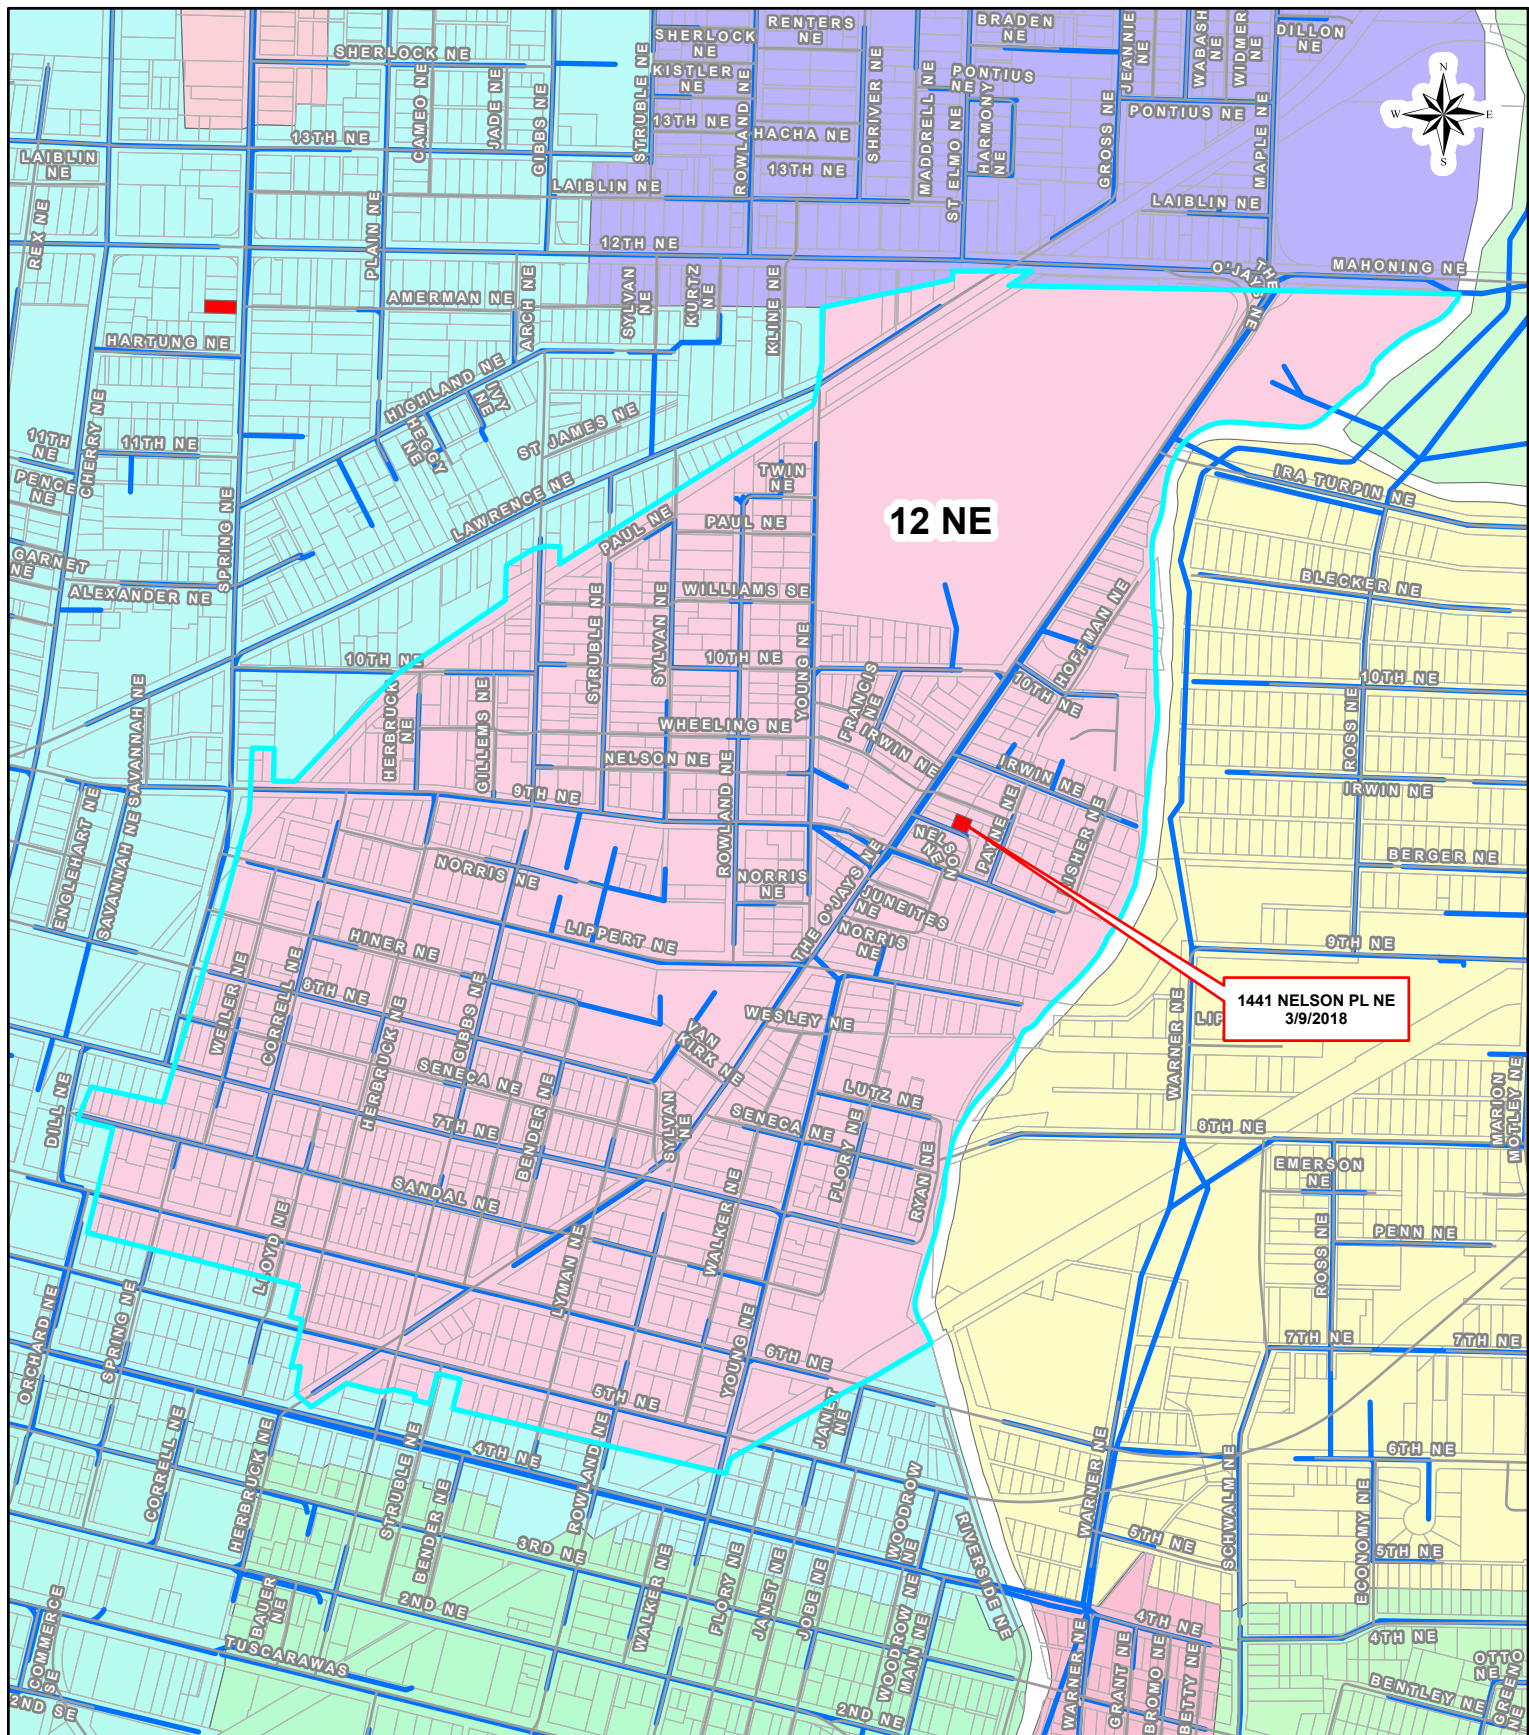 RENTERS
NE
BRADEN
NE
JEANNIE
NE
WABASH
NE
WIDMER
NE
DILLON
NE
SHERLOCK NE
SHERLOCK
NE
STRUBLE NE
KISTLER
NE
ROWLAND NE
SHRIVER NE
PONTIUS
NE
CAMEO NE
JADE NE
GIBBS NE
MADDRELL NE
ST ELMO NE
HARMONY
NE
GROSS NE
PONTIUS NE
MAPLE NE
N
W
E
S
13TH NE
13TH NE
HACHA NE
13TH NE
LAIBLIN
NE
LAIBLIN NE
LAIBLIN NE
REX NE
PLAIN NE
12TH NE
THE
O'JAYS NE
MAHONING NE
AMERMAN NE
ARCH NE
SYLVAN
NE
KURTZ
NE
KLINE NE
HARTUNG NE
HIGHLAND NE
IVY
NE
HEGGY
NE
ST JAMES NE
CHERRY NE
11TH
NE
11TH NE
PENCE
NE
SPRING NE
LAWRENCE NE
TWIN
NE
PAUL NE
PAUL NE
12 NE
IRA TURPIN NE
GARNET
NE
ALEXANDER NE
BLECKER NE
WILLIAMS SE
STRUBLE NE
SYLVAN NE
YOUNG NE
HOFFMAN NE
10TH NE
10TH NE
10TH NE
10TH NE
FRANCIS
NE
HERBRUCK
NE
GILLEMS NE
SAVANNAH NE
WHEELING NE
IRWIN NE
IRWIN NE
ROSS NE
IRWIN NE
NELSON NE
ROWLAND NE
9TH NE
ENGLEHART NE
SAVANNAH NE
NELSON
NE
PAYNE NE
FISHER NE
BERGER NE
NORRIS NE
NORRIS
NE
THE O'JAYS NE
JUNEITES
NE
NORRIS
NE
LIPPERT NE
HINER NE
9TH NE
1441 NELSON PL NE
3/9/2018
WEILER NE
CORRELL NE
8TH NE
HERBRUCK NE
GIBBS NE
WESLEY NE
VAN
KIRK NE
WARNER NE
SENECA NE
BENDER NE
SYLVAN
NE
LUTZ NE
SENECA NE
FLORY NE
RYAN NE
8TH NE
MARION
MOTLEY NE
DILL NE
7TH NE
EMERSON
NE
SANDAL NE
WALKER NE
LLOYD NE
LYMAN NE
ROSS NE
PENN NE
ORCHARD NE
SPRING NE
YOUNG NE
6TH NE
7TH NE
7TH NE
5TH NE
JANET
NE
CORRELL NE
HERBRUCK NE
STRUBLE NE
BENDER NE
4TH NE
ROWLAND NE
WOODROW
NE
WARNER NE
SCHWALM NE
6TH NE
ECONOMY NE
RIVERSIDE NE
5TH NE
5TH NE
3RD NE
WALKER NE
FLORY NE
JANET NE
JOBE NE
WOODROW NE
MAIN NE
COMMERCE
SE
BAUER
NE
2ND NE
TUSCARAWAS
2ND SE
2ND NE
WARNER NE
GRANT NE
BROMO NE
BETTY NE
4TH NE
4TH NE
BENTLEY NE
OTTO
NE
GREEN
NE